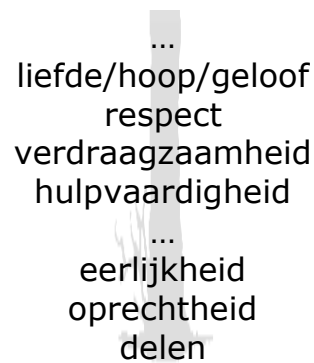 ...
liefde/hoop/geloof
respect
verdraagzaamheid
hulpvaardigheid
...
eerlijkheid
oprechtheid
delen